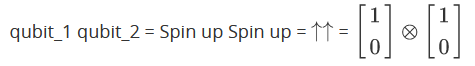 qubit_1 qubit_2 = Spin up Spin up = ↑↑ = [1 0] ⊗ [1 0]